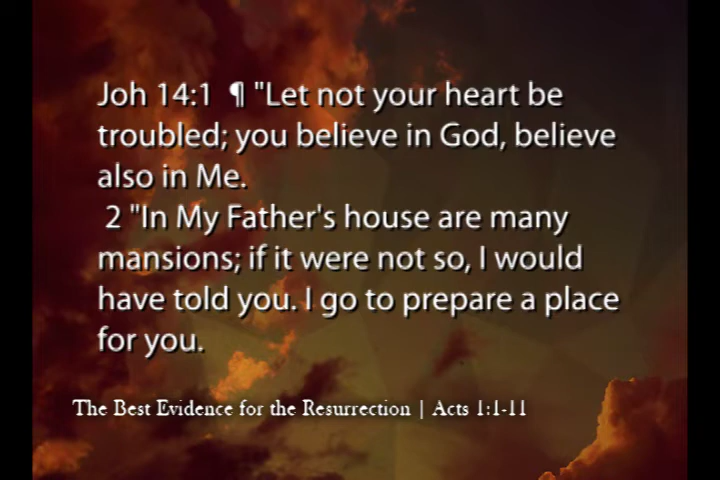 Joh 14:1  ¶ "Let not your heart be
troubled; you believe in God, believe
also in Me.
2 "In My Father's house are many
mansions; if it were not so, I would
have told you. I go to prepare a place
for you.
The Best Evidence for the Resurrection | Acts 1:1-11